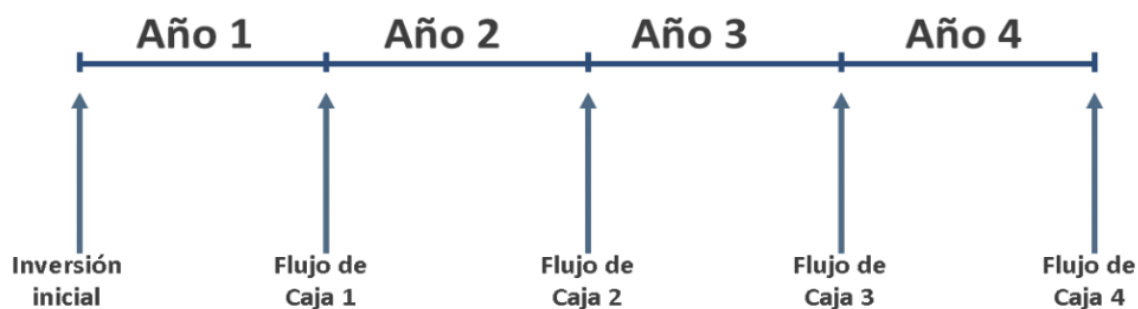 Año 1 Año 2 Año 3 Año 4
Inversión inicial
Flujo de Caja 1
Flujo de Caja 2
Flujo de Caja 3
Flujo de Caja 4